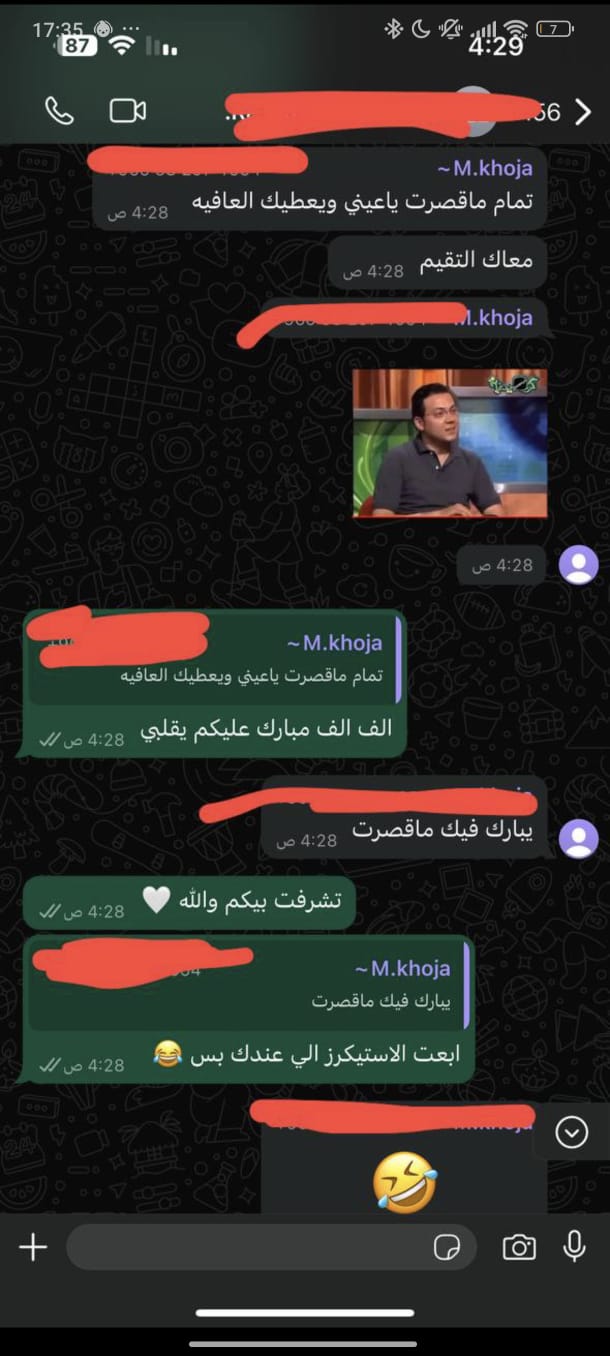 17:35
...
7
87
4:29
56
~M.khoja
تمام ماقصرت ياعيني ويعطيك العافيه
4:28 ص
معاك التقيم
4:28 ص
M.khoja
4:28 ص
~M.khoja
تمام ماقصرت ياعيني ويعطيك العافيه
الف الف مبارك عليكم يقلبي
4:28 ص
يبارك فيك ماقصرت
4:28 ص
تشرفت بيكم والله 🤍
4:28 ص
~M.khoja
يبارك فيك ماقصرت
ابعت الاستيكرز الي عندك بس 😂
4:28 ص
🤣